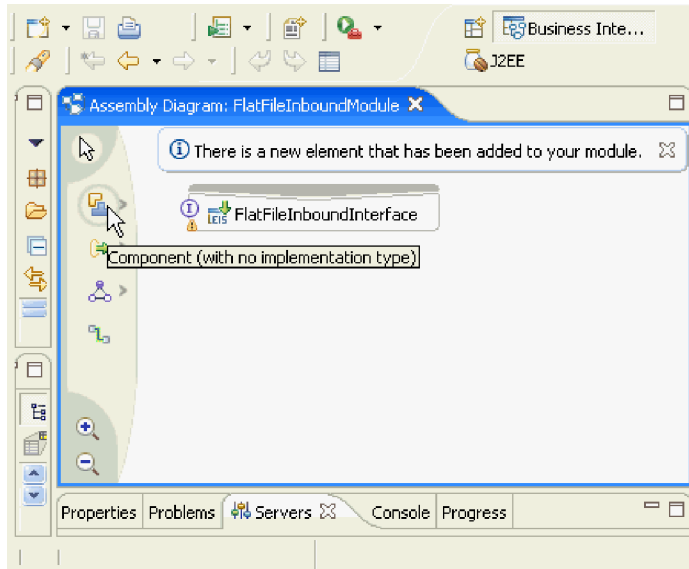 Business Inte...
J2EE
Assembly Diagram: FlatFileInboundModule
There is a new element that has been added to your module.
I EIS FlatFileInboundInterface
Component (with no implementation type)
Properties Problems Servers Console Progress